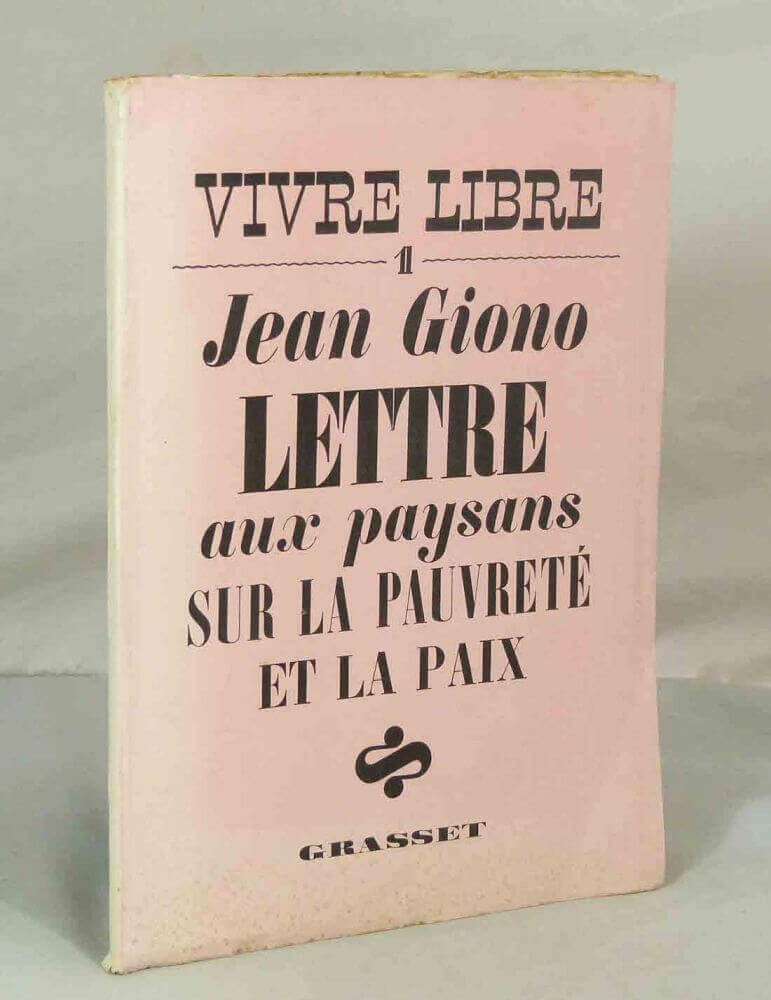 VIVRE LIBRE
1
Jean Giono
LETTRE
aux paysans
SUR LA PAUVRETÉ
ET LA PAIX
GRASSET